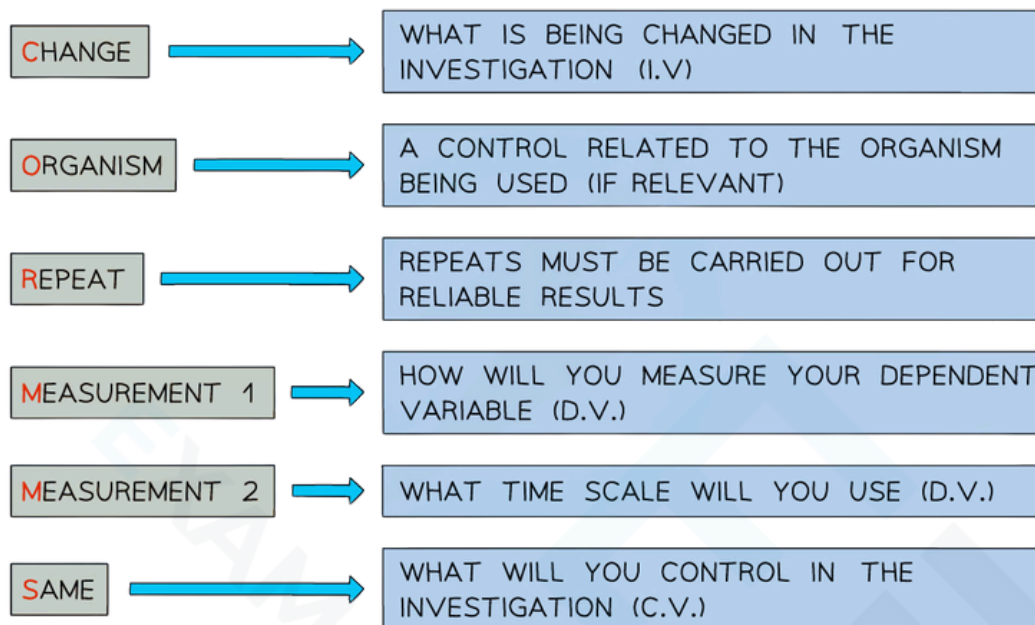 CHANGE
WHAT IS BEING CHANGED IN THE
INVESTIGATION (I.V)
ORGANISM
A CONTROL RELATED TO THE ORGANISM
BEING USED (IF RELEVANT)
REPEAT
REPEATS MUST BE CARRIED OUT FOR
RELIABLE RESULTS
MEASUREMENT 1
HOW WILL YOU MEASURE YOUR DEPENDENT
VARIABLE (D.V.)
MEASUREMENT 2
WHAT TIME SCALE WILL YOU USE (D.V.)
SAME
WHAT WILL YOU CONTROL IN THE
INVESTIGATION (C.V.)
EXAM